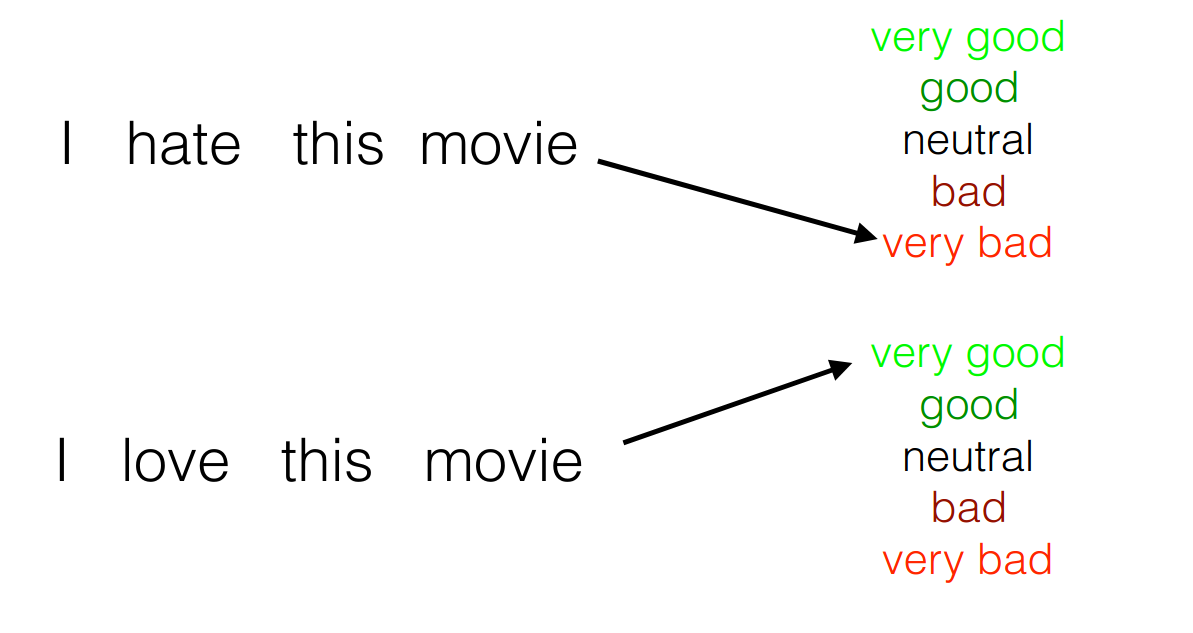 I hate this movie
very good
good
neutral
bad
very bad
I love this movie
very good
good
neutral
bad
very bad